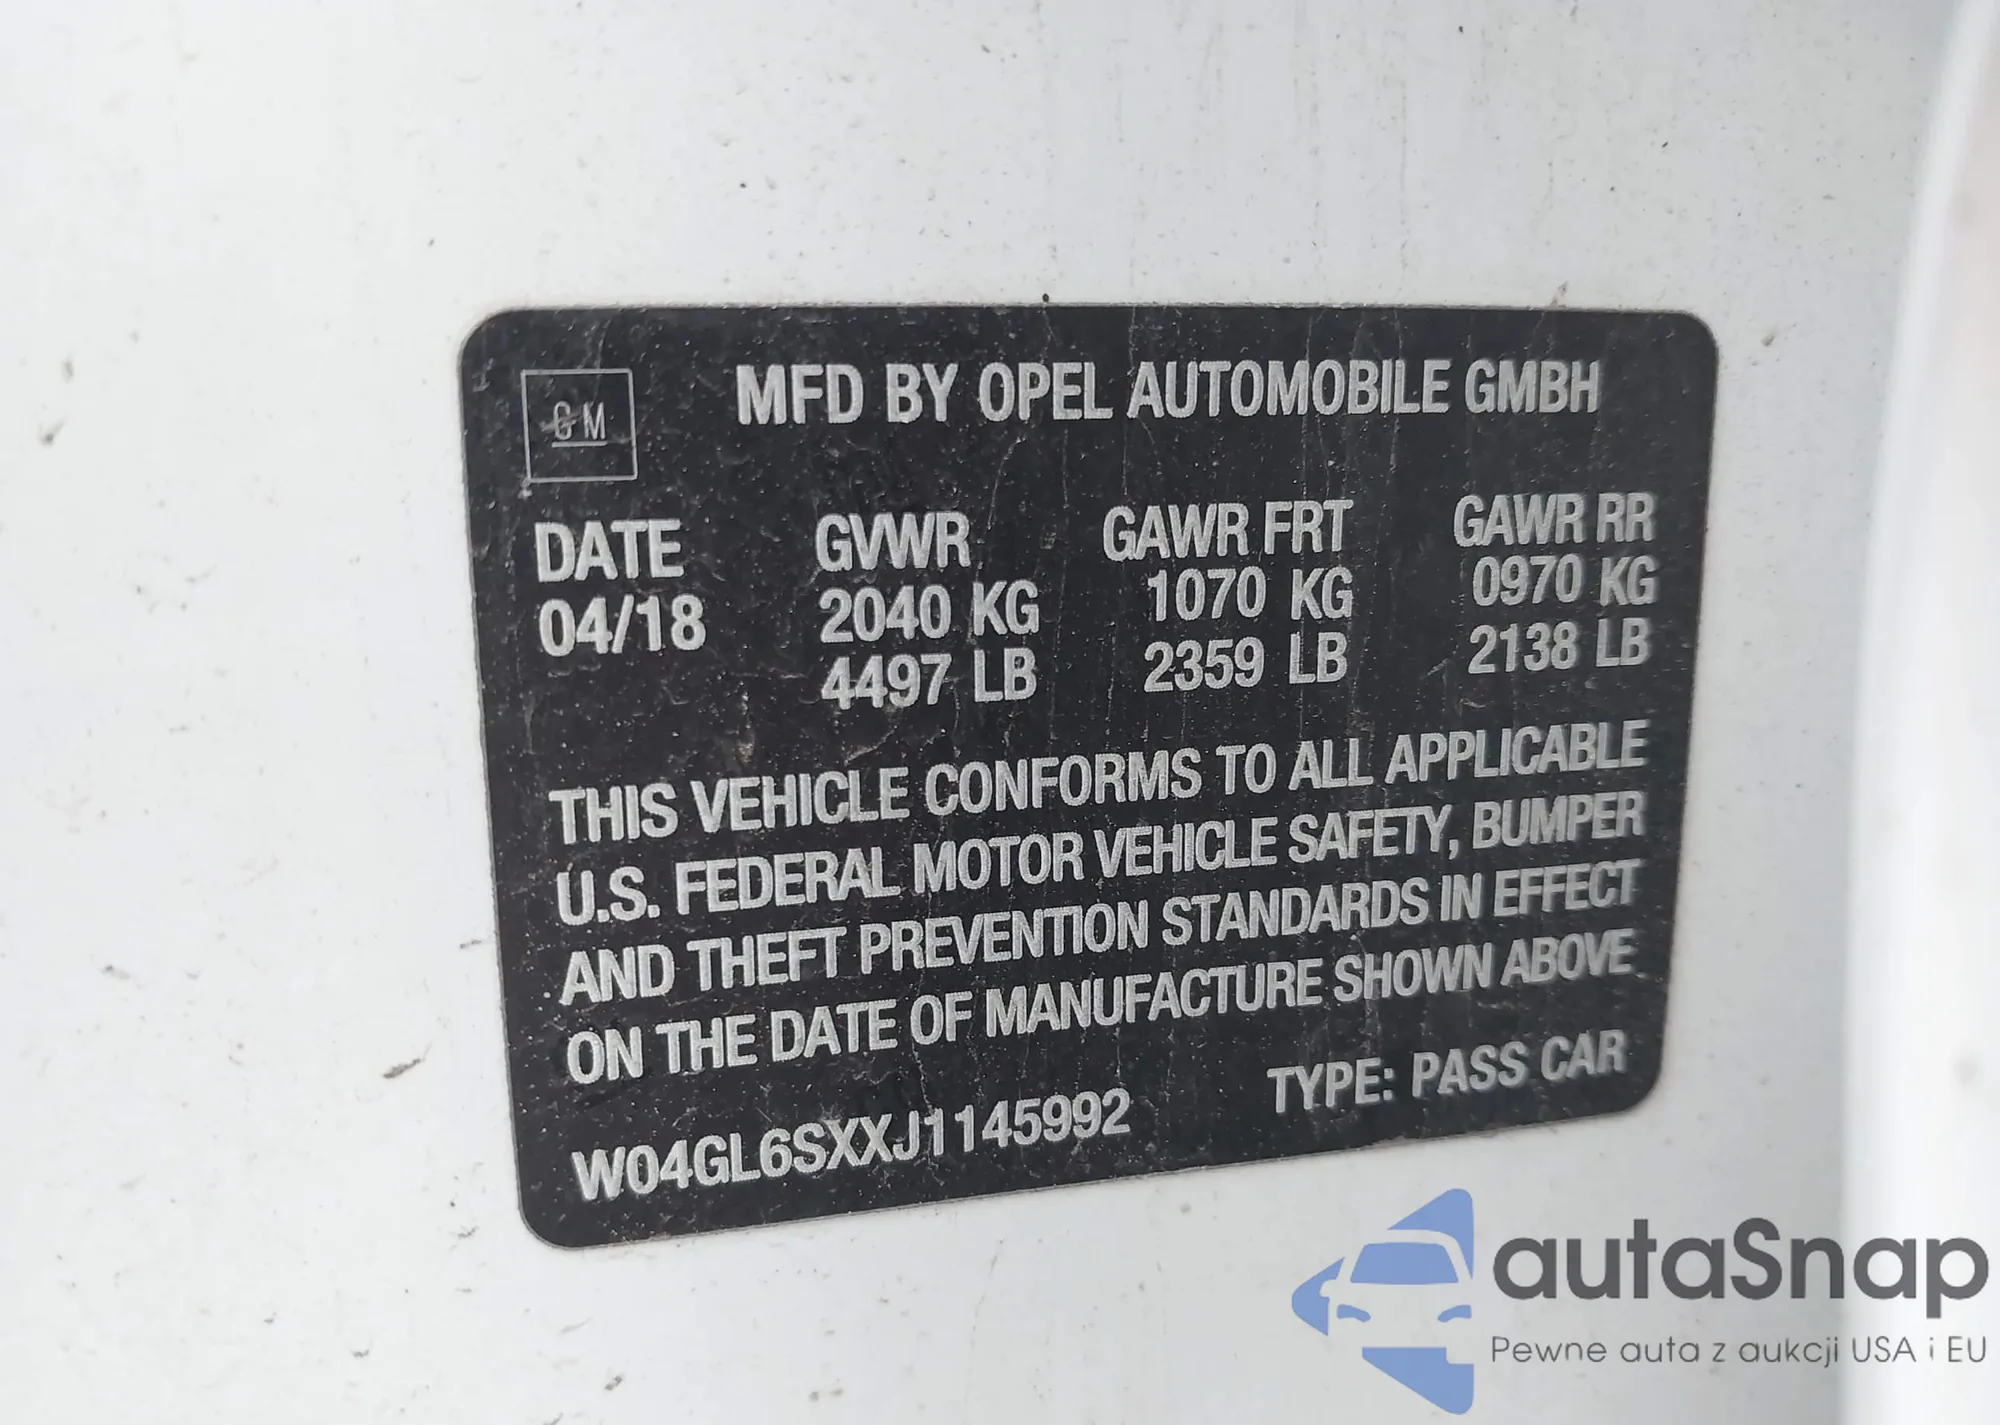 GM
MFD BY OPEL AUTOMOBILE GMBH
DATE GVWR GAWR FRT GAWR RR
04/18 2040 KG 1070 KG 0970 KG
4497 LB 2359 LB 2138 LB
THIS VEHICLE CONFORMS TO ALL APPLICABLE
U.S. FEDERAL MOTOR VEHICLE SAFETY, BUMPER
AND THEFT PREVENTION STANDARDS IN EFFECT
ON THE DATE OF MANUFACTURE SHOWN ABOVE
W04GL6SXXJ1145992 TYPE: PASS CAR
autaSnap
Pewne auta z aukcji USA i EU